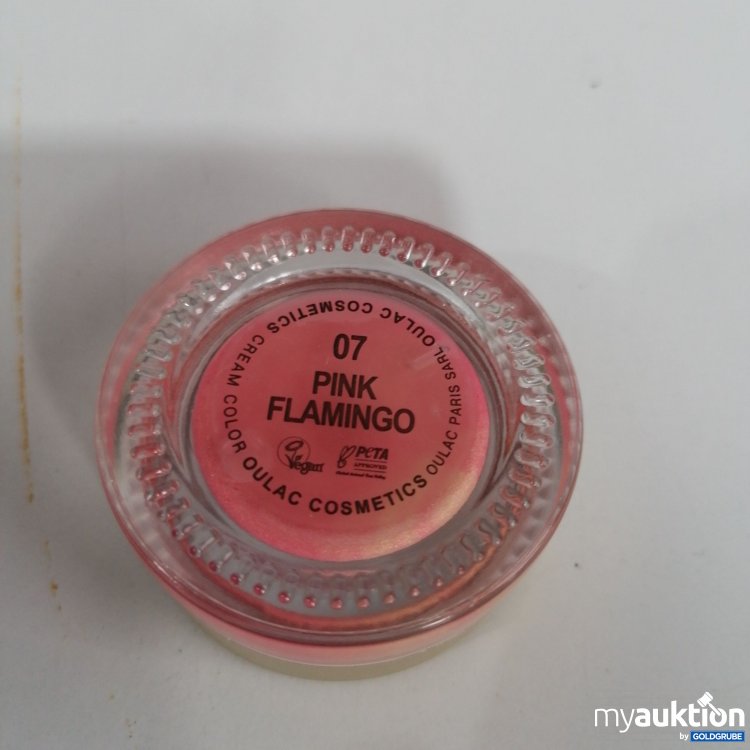 07
PINK
FLAMINGO
Vegan
PETA
APPROVED
CREAM COLOR OULAC COSMETICS OULAC PARIS SARL OULAC COSMETICS
myauktion
by GOLDGRUBE